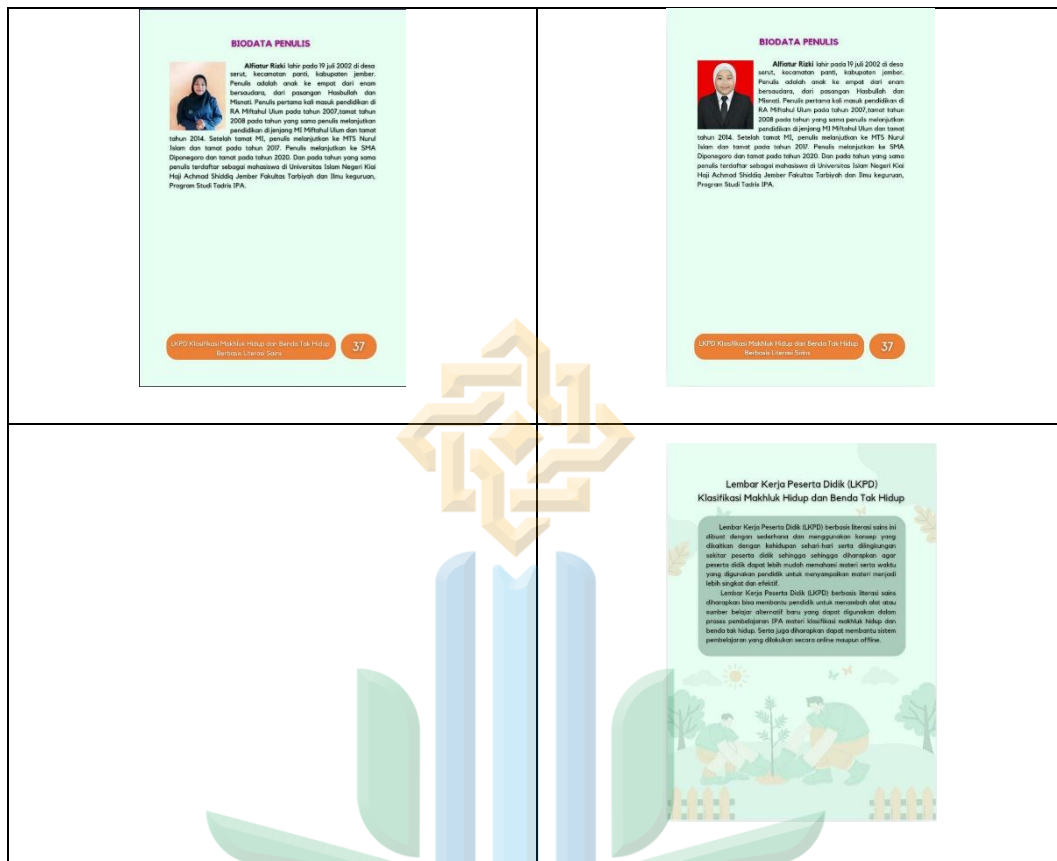 BIODATA PENULIS
Alfiatur Rizki lahir pada 19 juli 2002 di desa
serut, kecamatan panti, kabupaten jember.
Penulis adalah anak ke empat dari enam
bersaudara, dari pasangan Hasbullah dan
Misnati. Penulis pertama kali masuk pendidikan di
RA Miftahul Ulum pada tahun 2007,tamat tahun
2008 pada tahun yang sama penulis melanjutkan
pendidikan di jenjang MI Miftahul Ulum dan tamat
tahun 2014. Setelah tamat MI, penulis melanjutkan ke MTS Nurul
Islam dan tamat pada tahun 2017. Penulis melanjutkan ke SMA
Diponegoro dan tamat pada tahun 2020. Dan pada tahun yang sama
penulis terdaftar sebagai mahasiswa di Universitas Islam Negeri Kiai
Haji Achmad Shiddiq Jember Fakultas Tarbiyah dan Ilmu keguruan,
Program Studi Tadris IPA.
LKPD Klasifikasi Makhluk Hidup dan Benda Tak Hidup
Berbasis Literasi Sains
37
BIODATA PENULIS
Alfiatur Rizki lahir pada 19 juli 2002 di desa
serut, kecamatan panti, kabupaten jember.
Penulis adalah anak ke empat dari enam
bersaudara, dari pasangan Hasbullah dan
Misnati. Penulis pertama kali masuk pendidikan di
RA Miftahul Ulum pada tahun 2007,tamat tahun
2008 pada tahun yang sama penulis melanjutkan
pendidikan di jenjang MI Miftahul Ulum dan tamat
tahun 2014. Setelah tamat MI, penulis melanjutkan ke MTS Nurul
Islam dan tamat pada tahun 2017. Penulis melanjutkan ke SMA
Diponegoro dan tamat pada tahun 2020. Dan pada tahun yang sama
penulis terdaftar sebagai mahasiswa di Universitas Islam Negeri Kiai
Haji Achmad Shiddiq Jember Fakultas Tarbiyah dan Ilmu keguruan,
Program Studi Tadris IPA.
LKPD Klasifikasi Makhluk Hidup dan Benda Tak Hidup
Berbasis Literasi Sains
37
Lembar Kerja Peserta Didik (LKPD)
Klasifikasi Makhluk Hidup dan Benda Tak Hidup
Lembar Kerja Peserta Didik (LKPD) berbasis literasi sains ini
dibuat dengan sederhana dan menggunakan konsep yang
dikaitkan dengan kehidupan sehari-hari serta dilingkungan
sekitar peserta didik sehingga sehingga diharapkan agar
peserta didik dapat lebih mudah memahami materi serta waktu
yang digunakan pendidik untuk menyampaikan materi menjadi
lebih singkat dan efektif.
Lembar Kerja Peserta Didik (LKPD) berbasis literasi sains
diharapkan bisa membantu pendidik untuk menambah alat atau
sumber belajar alternatif baru yang dapat digunakan dalam
proses pembelajaran IPA materi klasifikasi makhluk hidup dan
benda tak hidup. Serta juga diharapkan dapat membantu sistem
pembelajaran yang dilakukan secara online maupun offline.